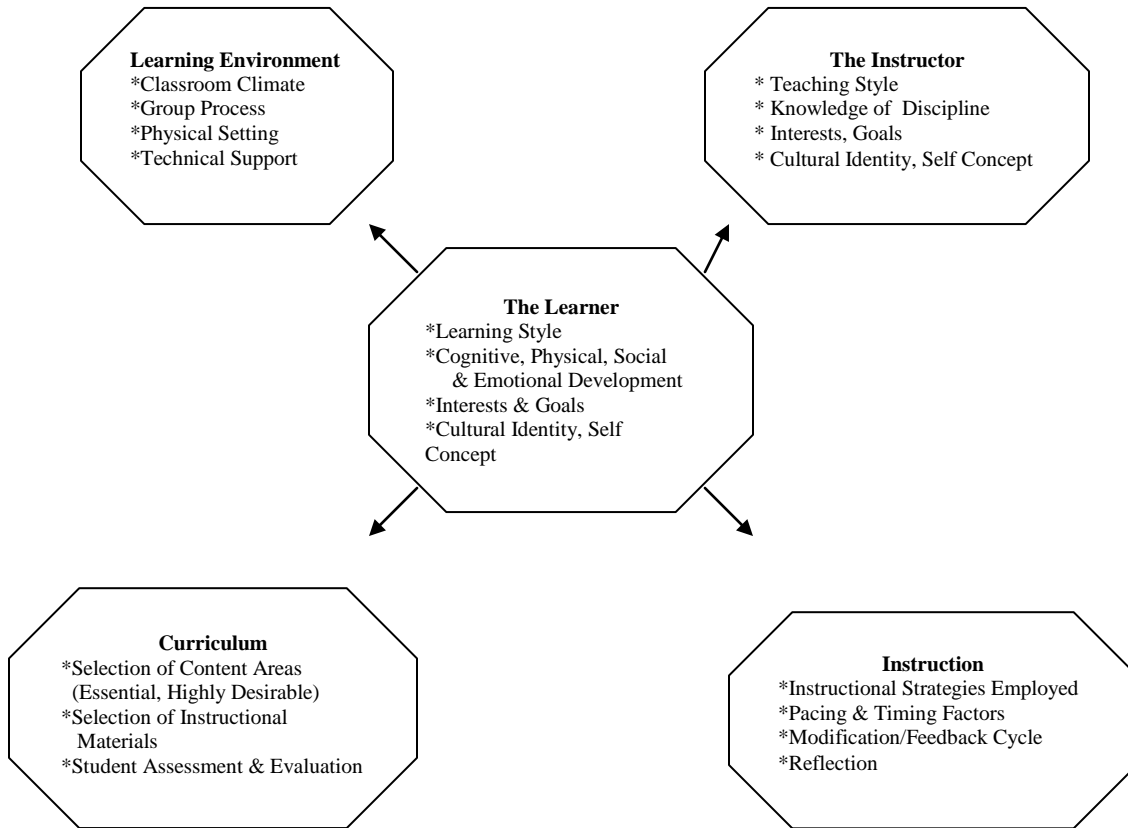 Learning Environment
*Classroom Climate
*Group Process
*Physical Setting
*Technical Support
The Instructor
* Teaching Style
* Knowledge of Discipline
* Interests, Goals
* Cultural Identity, Self Concept
The Learner
*Learning Style
*Cognitive, Physical, Social
& Emotional Development
*Interests & Goals
*Cultural Identity, Self
Concept
Curriculum
*Selection of Content Areas
(Essential, Highly Desirable)
*Selection of Instructional
Materials
*Student Assessment & Evaluation
Instruction
*Instructional Strategies Employed
*Pacing & Timing Factors
*Modification/Feedback Cycle
*Reflection